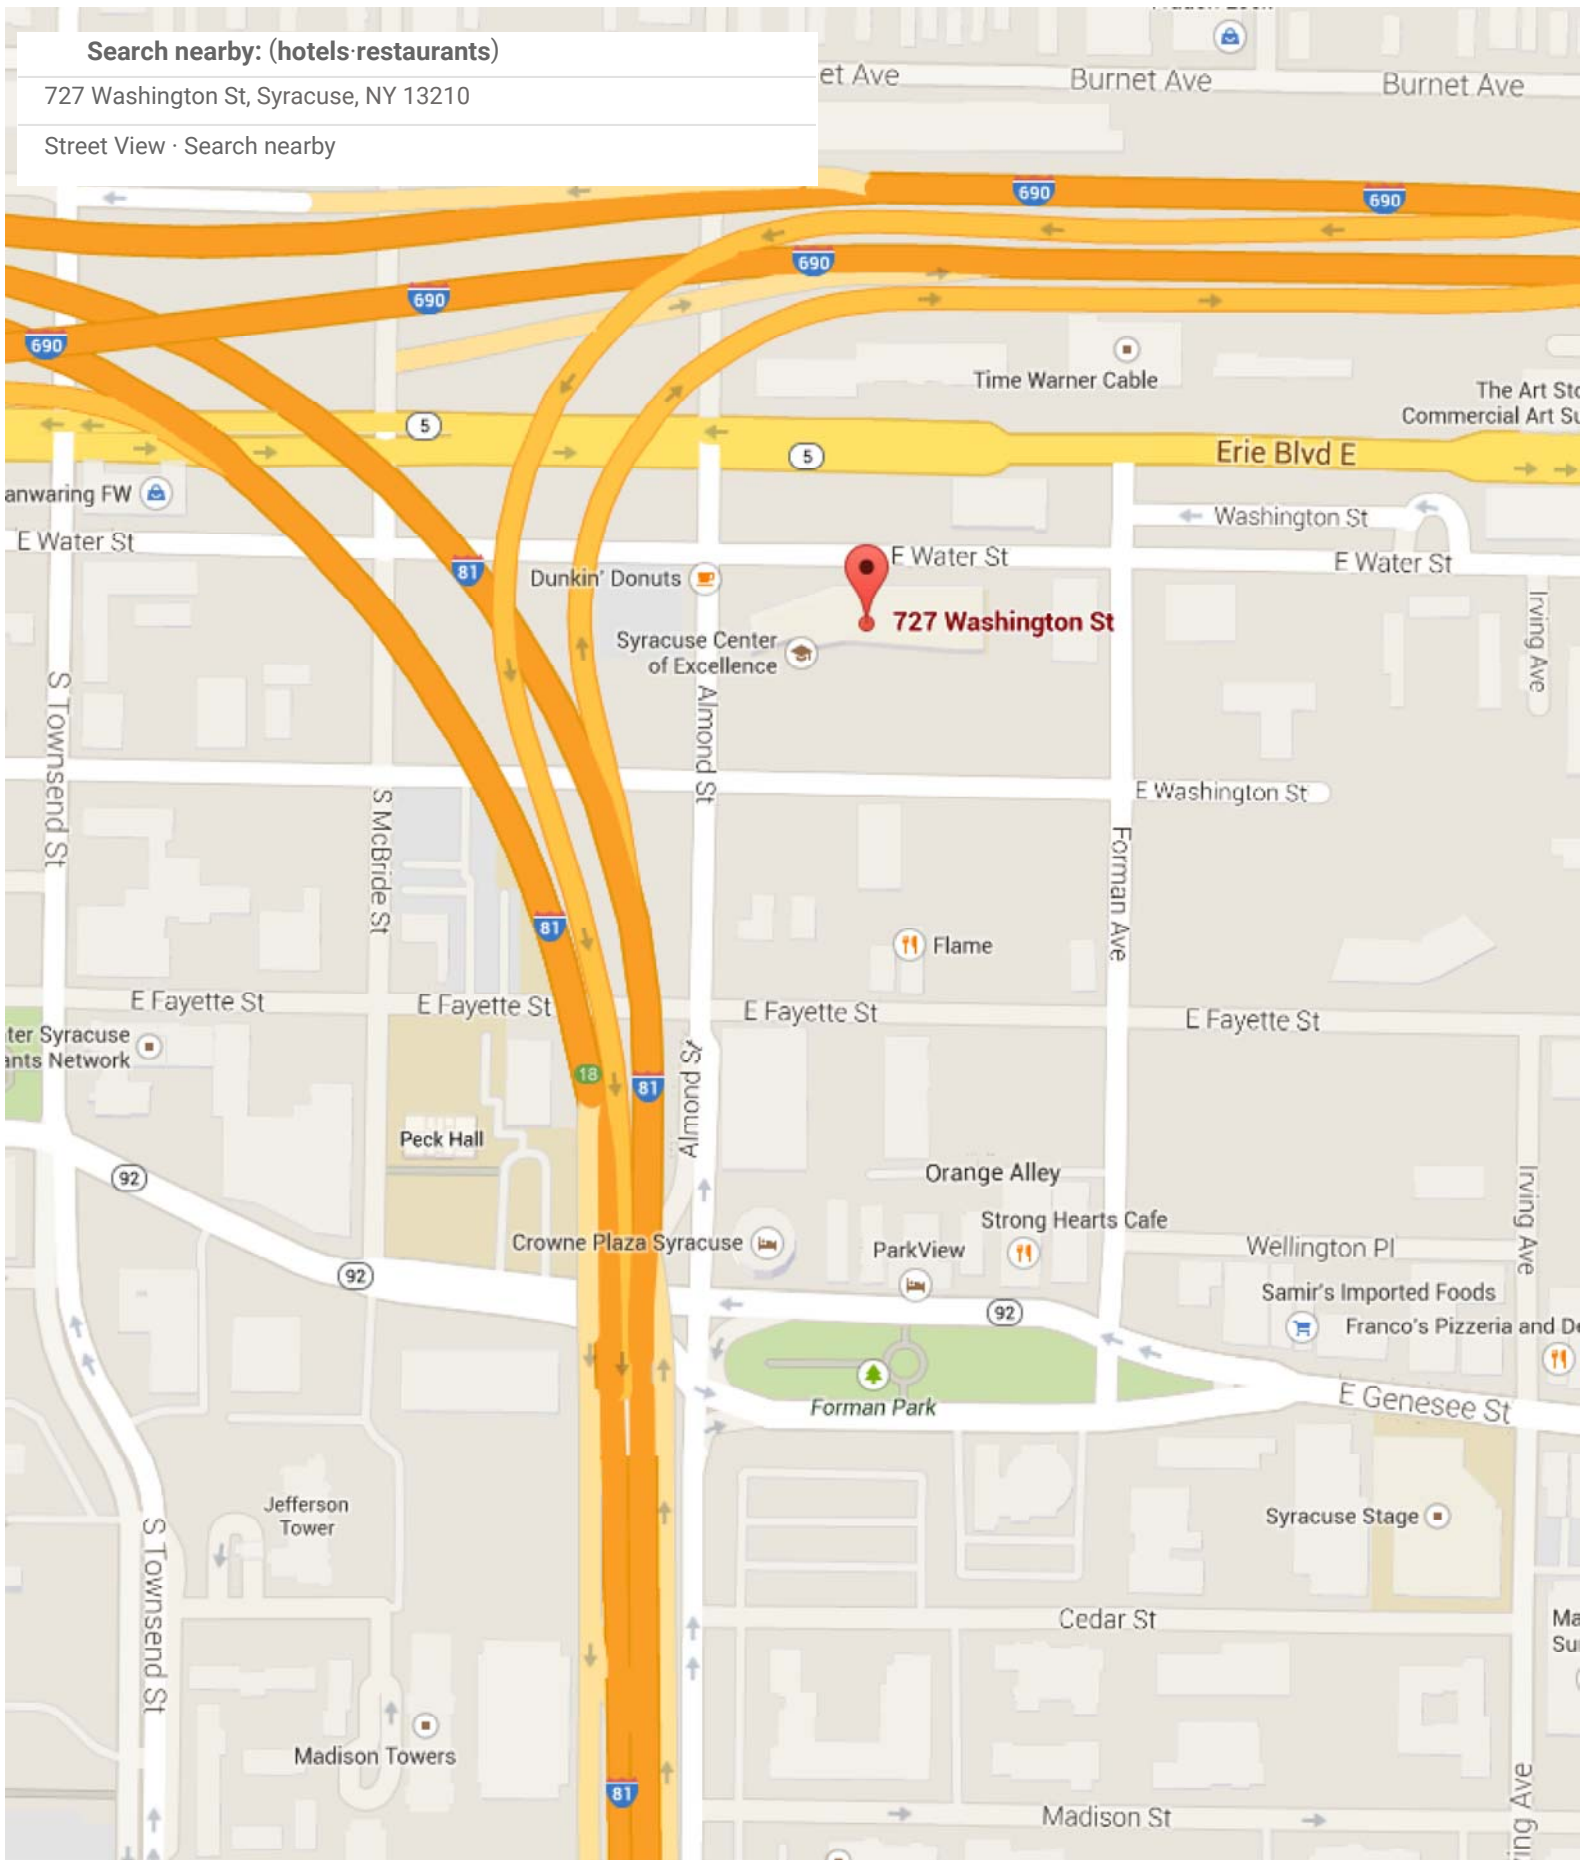 Search nearby: (hotels·restaurants)
727 Washington St, Syracuse, NY 13210
Street View · Search nearby
et Ave
Burnet Ave
Burnet Ave
690
690
690
690
690
Time Warner Cable
The Art Sto
Commercial Art Su
5
5
Erie Blvd E
anwaring FW
Washington St
E Water St
E Water St
E Water St
81
Dunkin' Donuts
727 Washington St
Syracuse Center
of Excellence
Irving Ave
S Townsend St
Almond St
E Washington St
S McBride St
Forman Ave
81
Flame
E Fayette St
E Fayette St
E Fayette St
E Fayette St
ter Syracuse
ants Network
18
81
Almond St
Peck Hall
92
Orange Alley
Irving Ave
Strong Hearts Cafe
Crowne Plaza Syracuse
ParkView
Wellington Pl
92
Samir's Imported Foods
92
Franco's Pizzeria and De
Forman Park
E Genesee St
Jefferson
Tower
Syracuse Stage
S Townsend St
Cedar St
Ma
Su
Madison Towers
81
Madison St
ing Ave